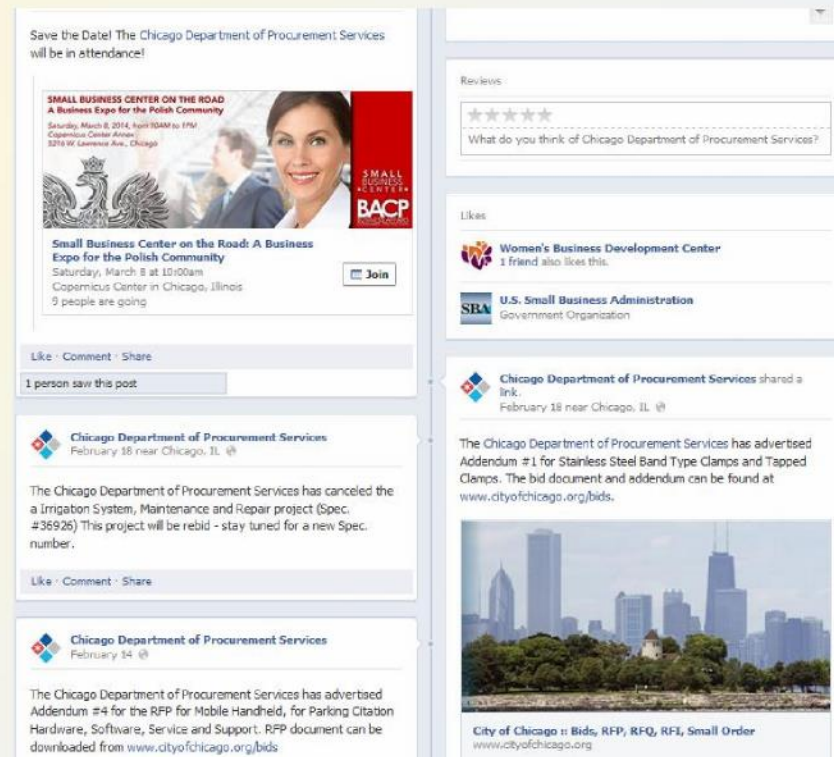 Save the Date! The Chicago Department of Procurement Services
will be in attendance!
SMALL BUSINESS CENTER ON THE ROAD
A Business Expo for the Polish Community
Saturday, March 8, 2014, from 10AM to 1PM
Copernicus Center Annex
5216 W. Lawrence Ave., Chicago
SMALL
BUSINESS
CENTER
BACP
Small Business Center on the Road: A Business
Expo for the Polish Community
Saturday, March 8 at 10:00am
Copernicus Center in Chicago, Illinois
9 people are going
Join
Like · Comment · Share
1 person saw this post
Chicago Department of Procurement Services
February 18 near Chicago, IL
The Chicago Department of Procurement Services has canceled the
a Irrigation System, Maintenance and Repair project (Spec.
#36926) This project will be rebid - stay tuned for a new Spec.
number.
Like · Comment · Share
Chicago Department of Procurement Services
February 14
The Chicago Department of Procurement Services has advertised
Addendum #4 for the RFP for Mobile Handheld, for Parking Citation
Hardware, Software, Service and Support. RFP document can be
downloaded from www.cityofchicago.org/bids
Reviews
What do you think of Chicago Department of Procurement Services?
Likes
Women's Business Development Center
1 friend also likes this.
SBA
U.S. Small Business Administration
Government Organization
Chicago Department of Procurement Services shared a
link.
February 18 near Chicago, IL
The Chicago Department of Procurement Services has advertised
Addendum #1 for Stainless Steel Band Type Clamps and Tapped
Clamps. The bid document and addendum can be found at
www.cityofchicago.org/bids.
City of Chicago :: Bids, RFP, RFQ, RFI, Small Order
www.cityofchicago.org